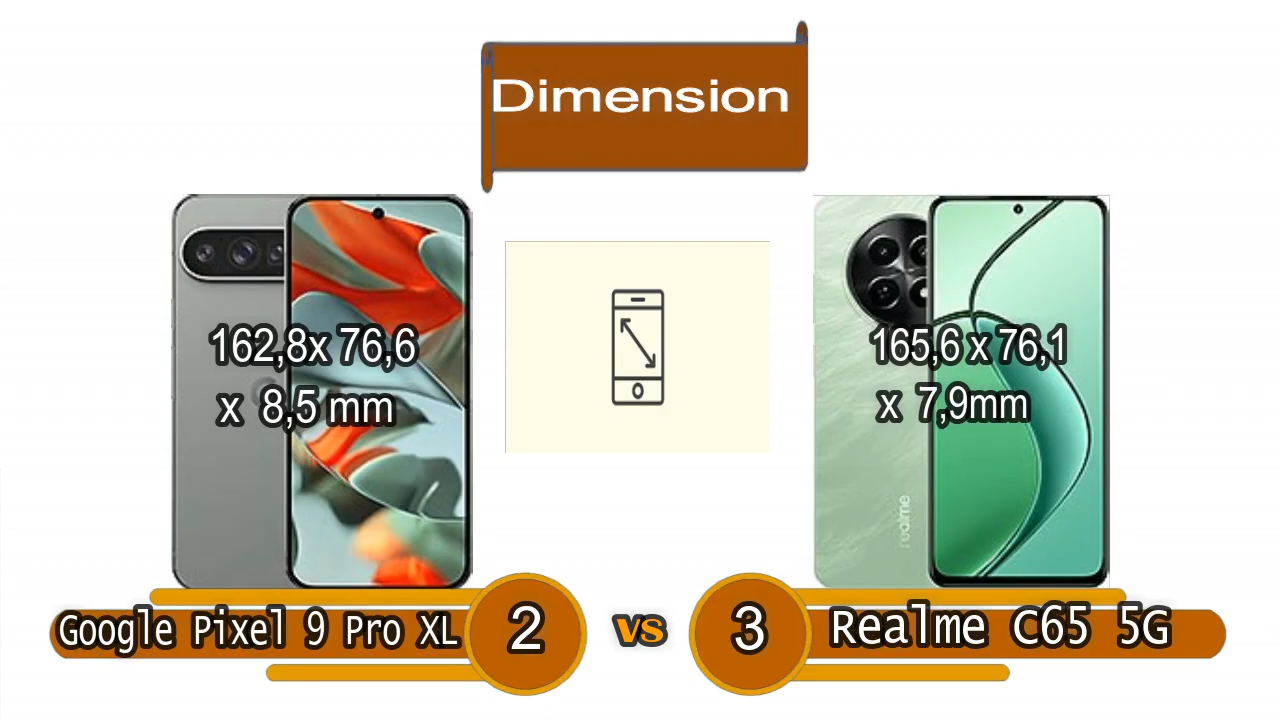 Dimension
162,8x 76,6
x 8,5 mm
165,6 x 76,1
x 7,9mm
realme
Google Pixel 9 Pro XL
2
vs
3
Realme C65 5G